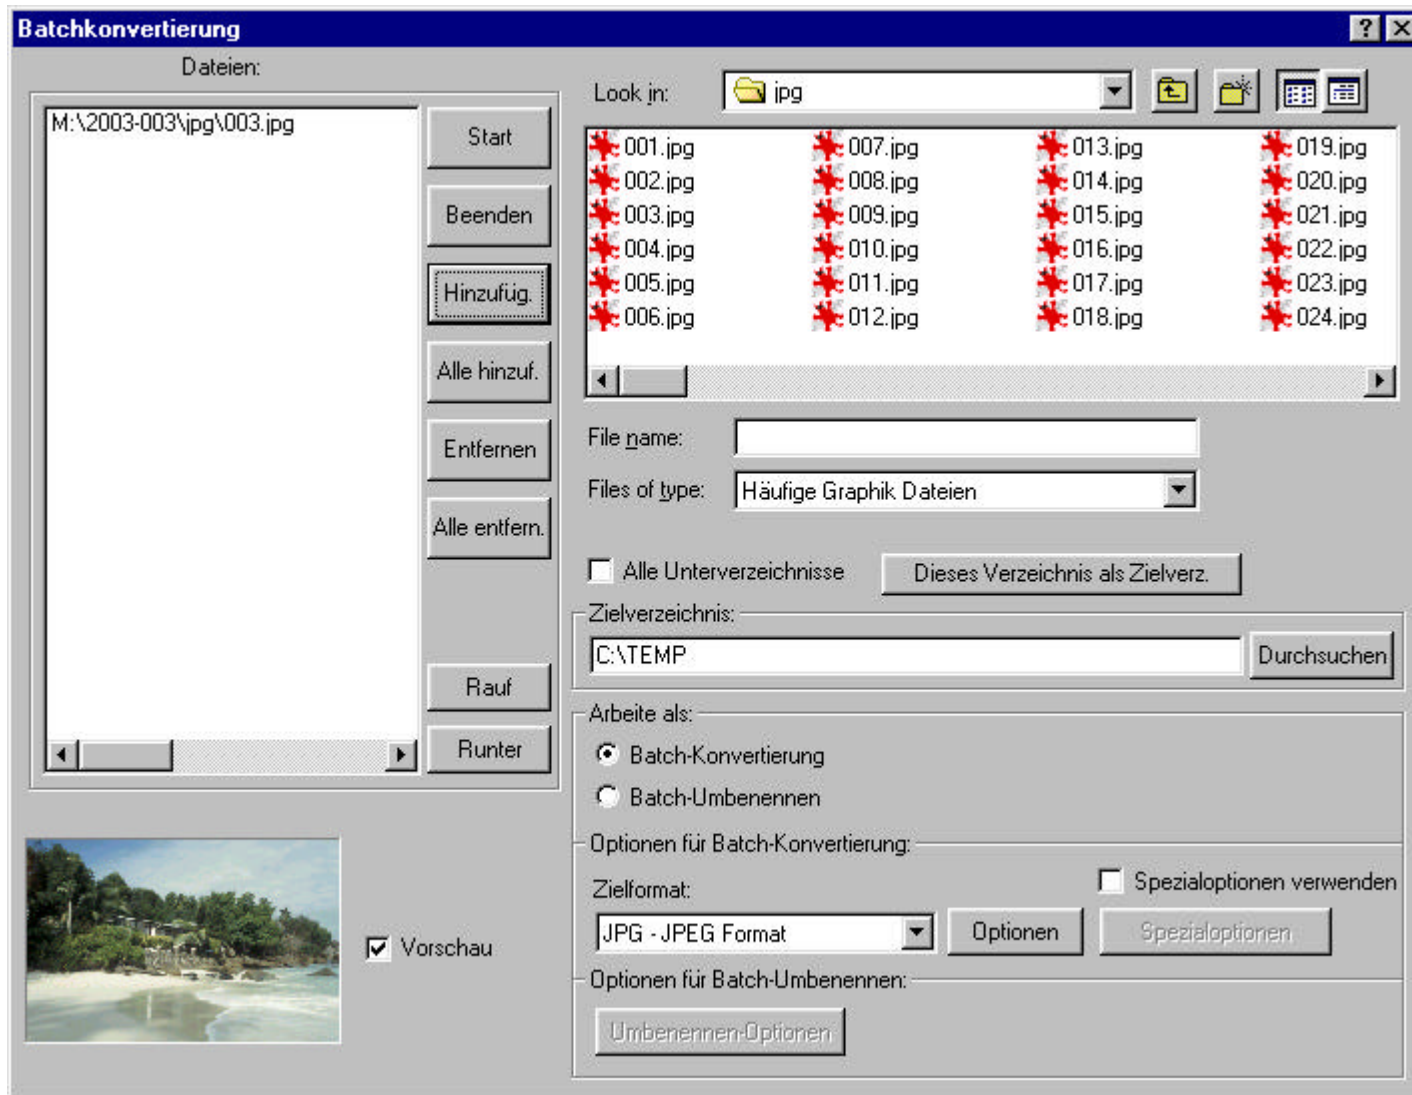 Batchkonvertierung
Dateien:
M:\2003-003\jpg\003.jpg
Start
Beenden
Hinzufüg.
Alle hinzuf.
Entfernen
Alle entfern.
Rauf
Runter
Vorschau
Look in: jpg
001.jpg 007.jpg 013.jpg 019.jpg
002.jpg 008.jpg 014.jpg 020.jpg
003.jpg 009.jpg 015.jpg 021.jpg
004.jpg 010.jpg 016.jpg 022.jpg
005.jpg 011.jpg 017.jpg 023.jpg
006.jpg 012.jpg 018.jpg 024.jpg
File name:
Files of type: Häufige Graphik Dateien
Alle Unterverzeichnisse Dieses Verzeichnis als Zielverz.
Zielverzeichnis:
C:\TEMP Durchsuchen
Arbeite als:
Batch-Konvertierung
Batch-Umbenennen
Optionen für Batch-Konvertierung:
Zielformat: Spezialoptionen verwenden
JPG - JPEG Format Optionen Spezialoptionen
Optionen für Batch-Umbenennen:
Umbenennen-Optionen